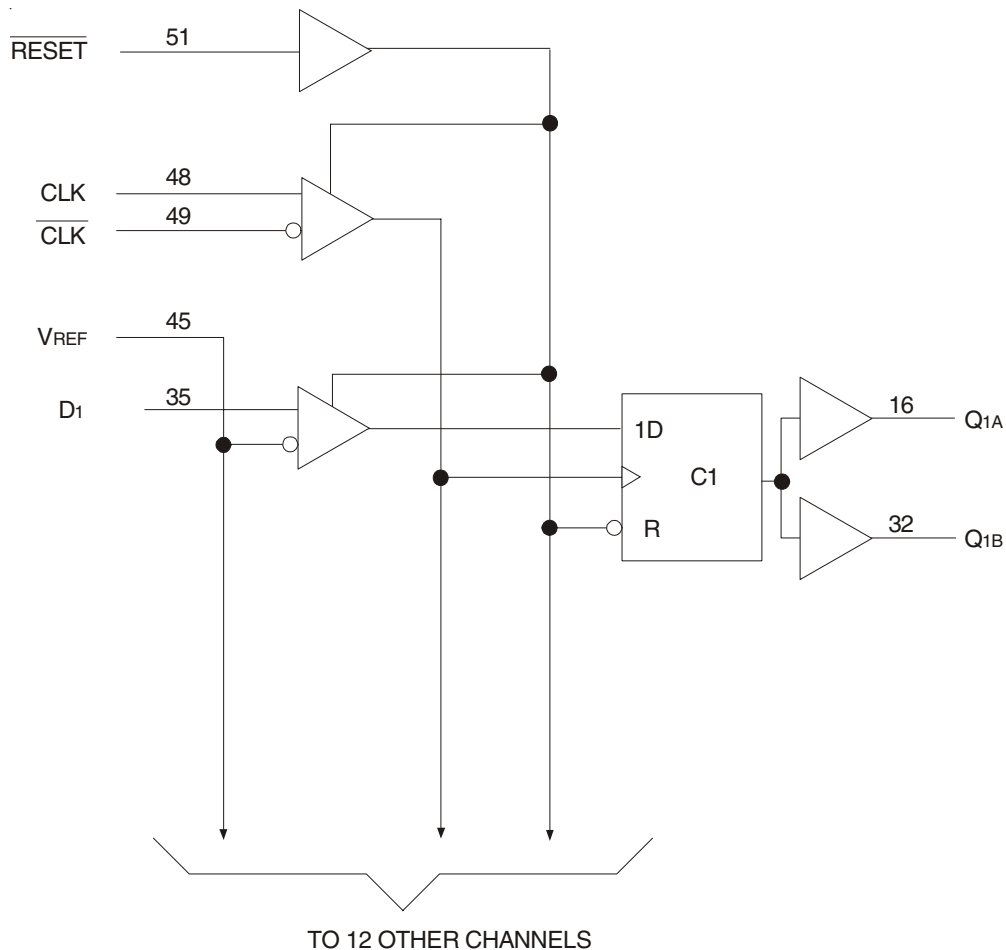 RESET 51
CLK 48
CLK 49
VREF 45
D1 35
1D
C1
R
16 Q1A
32 Q1B
TO 12 OTHER CHANNELS